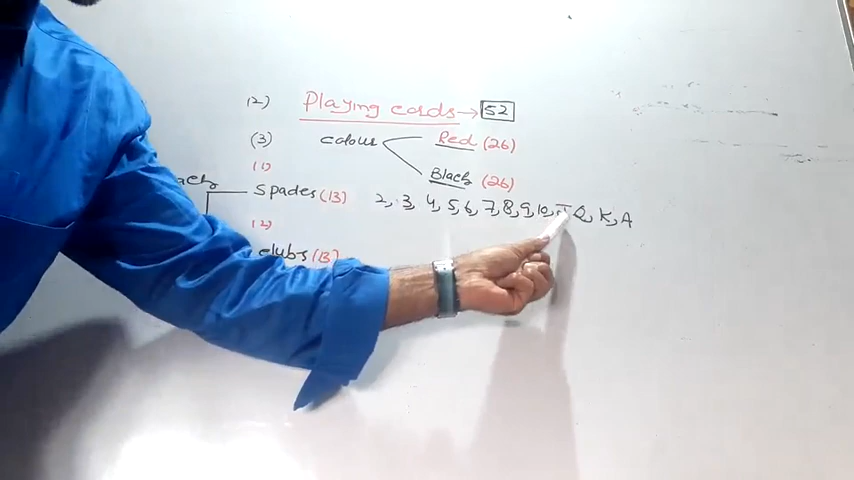 (2) Playing cards → 52
(3) colour Red (26)
Black (26)
(1)
Spades (13) 2, 3, 4, 5, 6, 7, 8, 9, 10, J, Q, K, A
(2)
clubs (13)